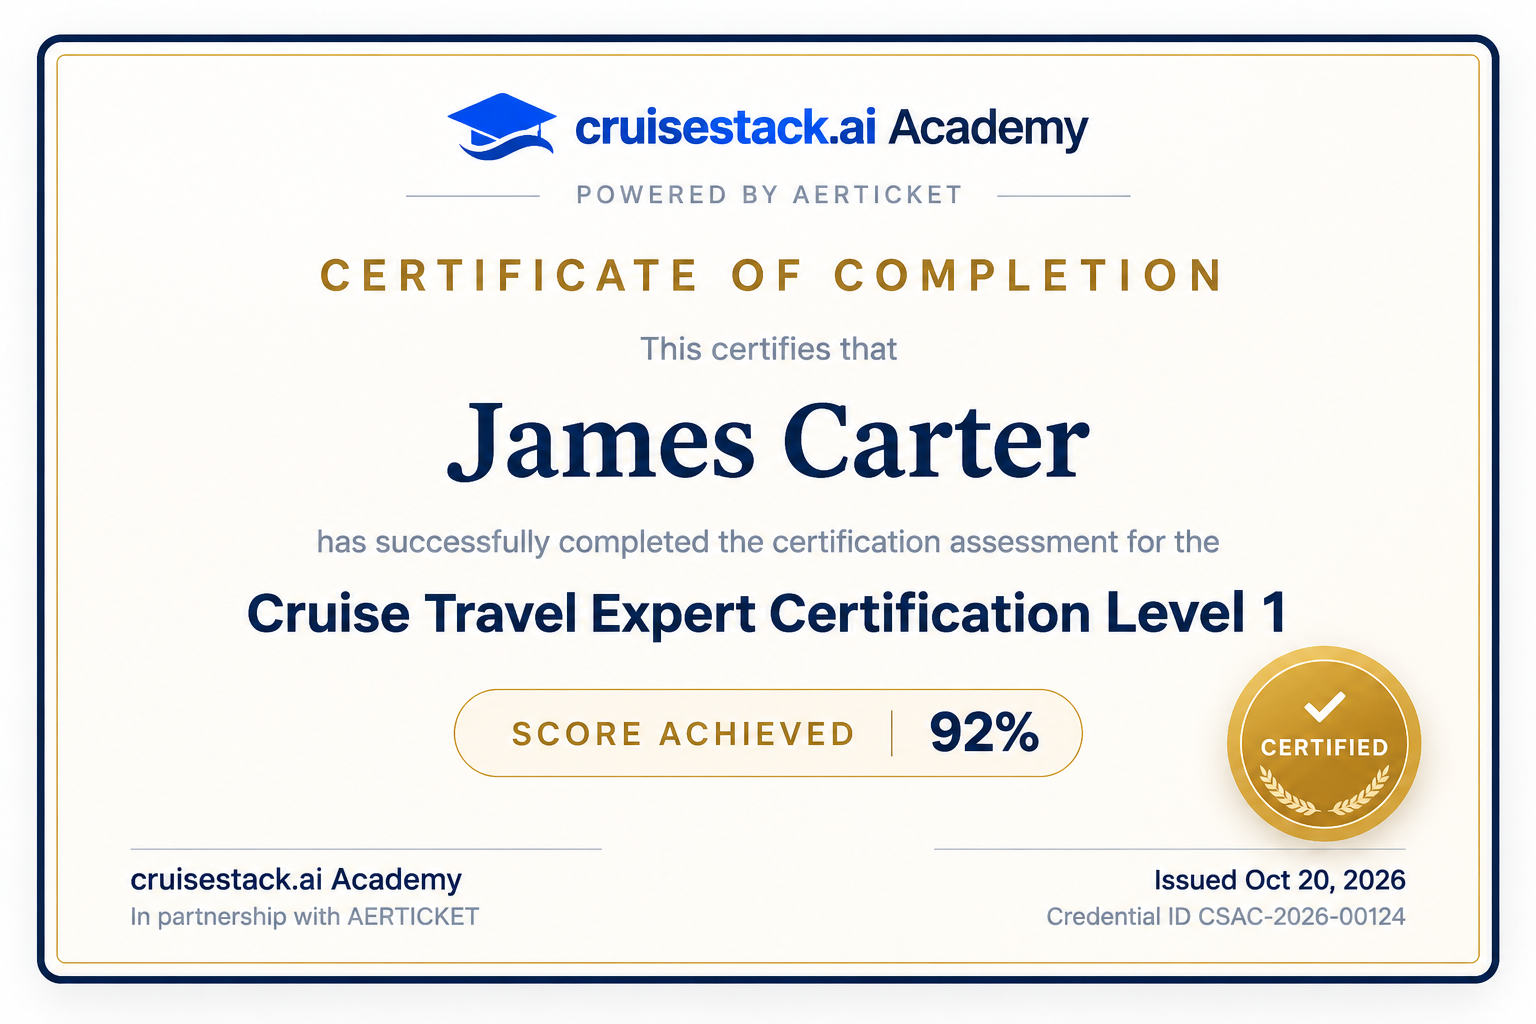 cruisestack.ai Academy
POWERED BY AERTICKET
CERTIFICATE OF COMPLETION
This certifies that
James Carter
has successfully completed the certification assessment for the
Cruise Travel Expert Certification Level 1
SCORE ACHIEVED 92%
CERTIFIED
cruisestack.ai Academy
In partnership with AERTICKET
Issued Oct 20, 2026
Credential ID CSAC-2026-00124